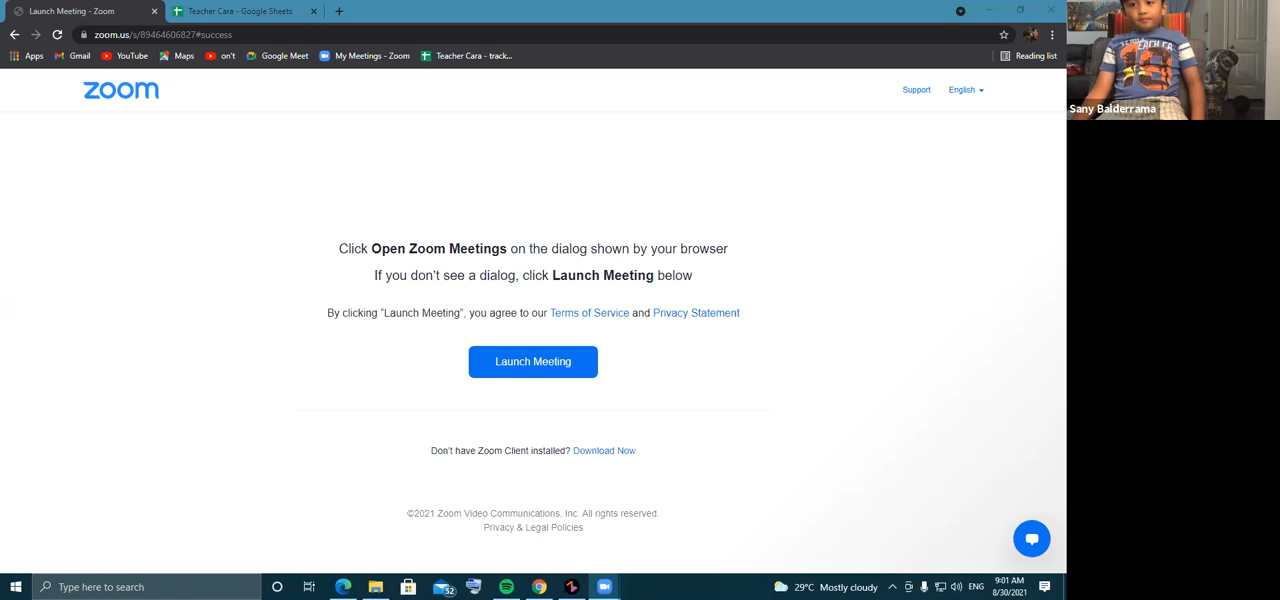 Launch Meeting - Zoom
Teacher Cara - Google Sheets
zoom.us/s/89464606827#success
Apps
Gmail
YouTube
Maps
on't
Google Meet
My Meetings - Zoom
Teacher Cara - track...
Reading list
zoom
Support
English
Sany Balderrama
Click Open Zoom Meetings on the dialog shown by your browser
If you don't see a dialog, click Launch Meeting below
By clicking "Launch Meeting", you agree to our Terms of Service and Privacy Statement
Launch Meeting
Don't have Zoom Client installed? Download Now
©2021 Zoom Video Communications, Inc. All rights reserved.
Privacy & Legal Policies
Type here to search
52
29°C Mostly cloudy
ENG
9:01 AM
8/30/2021